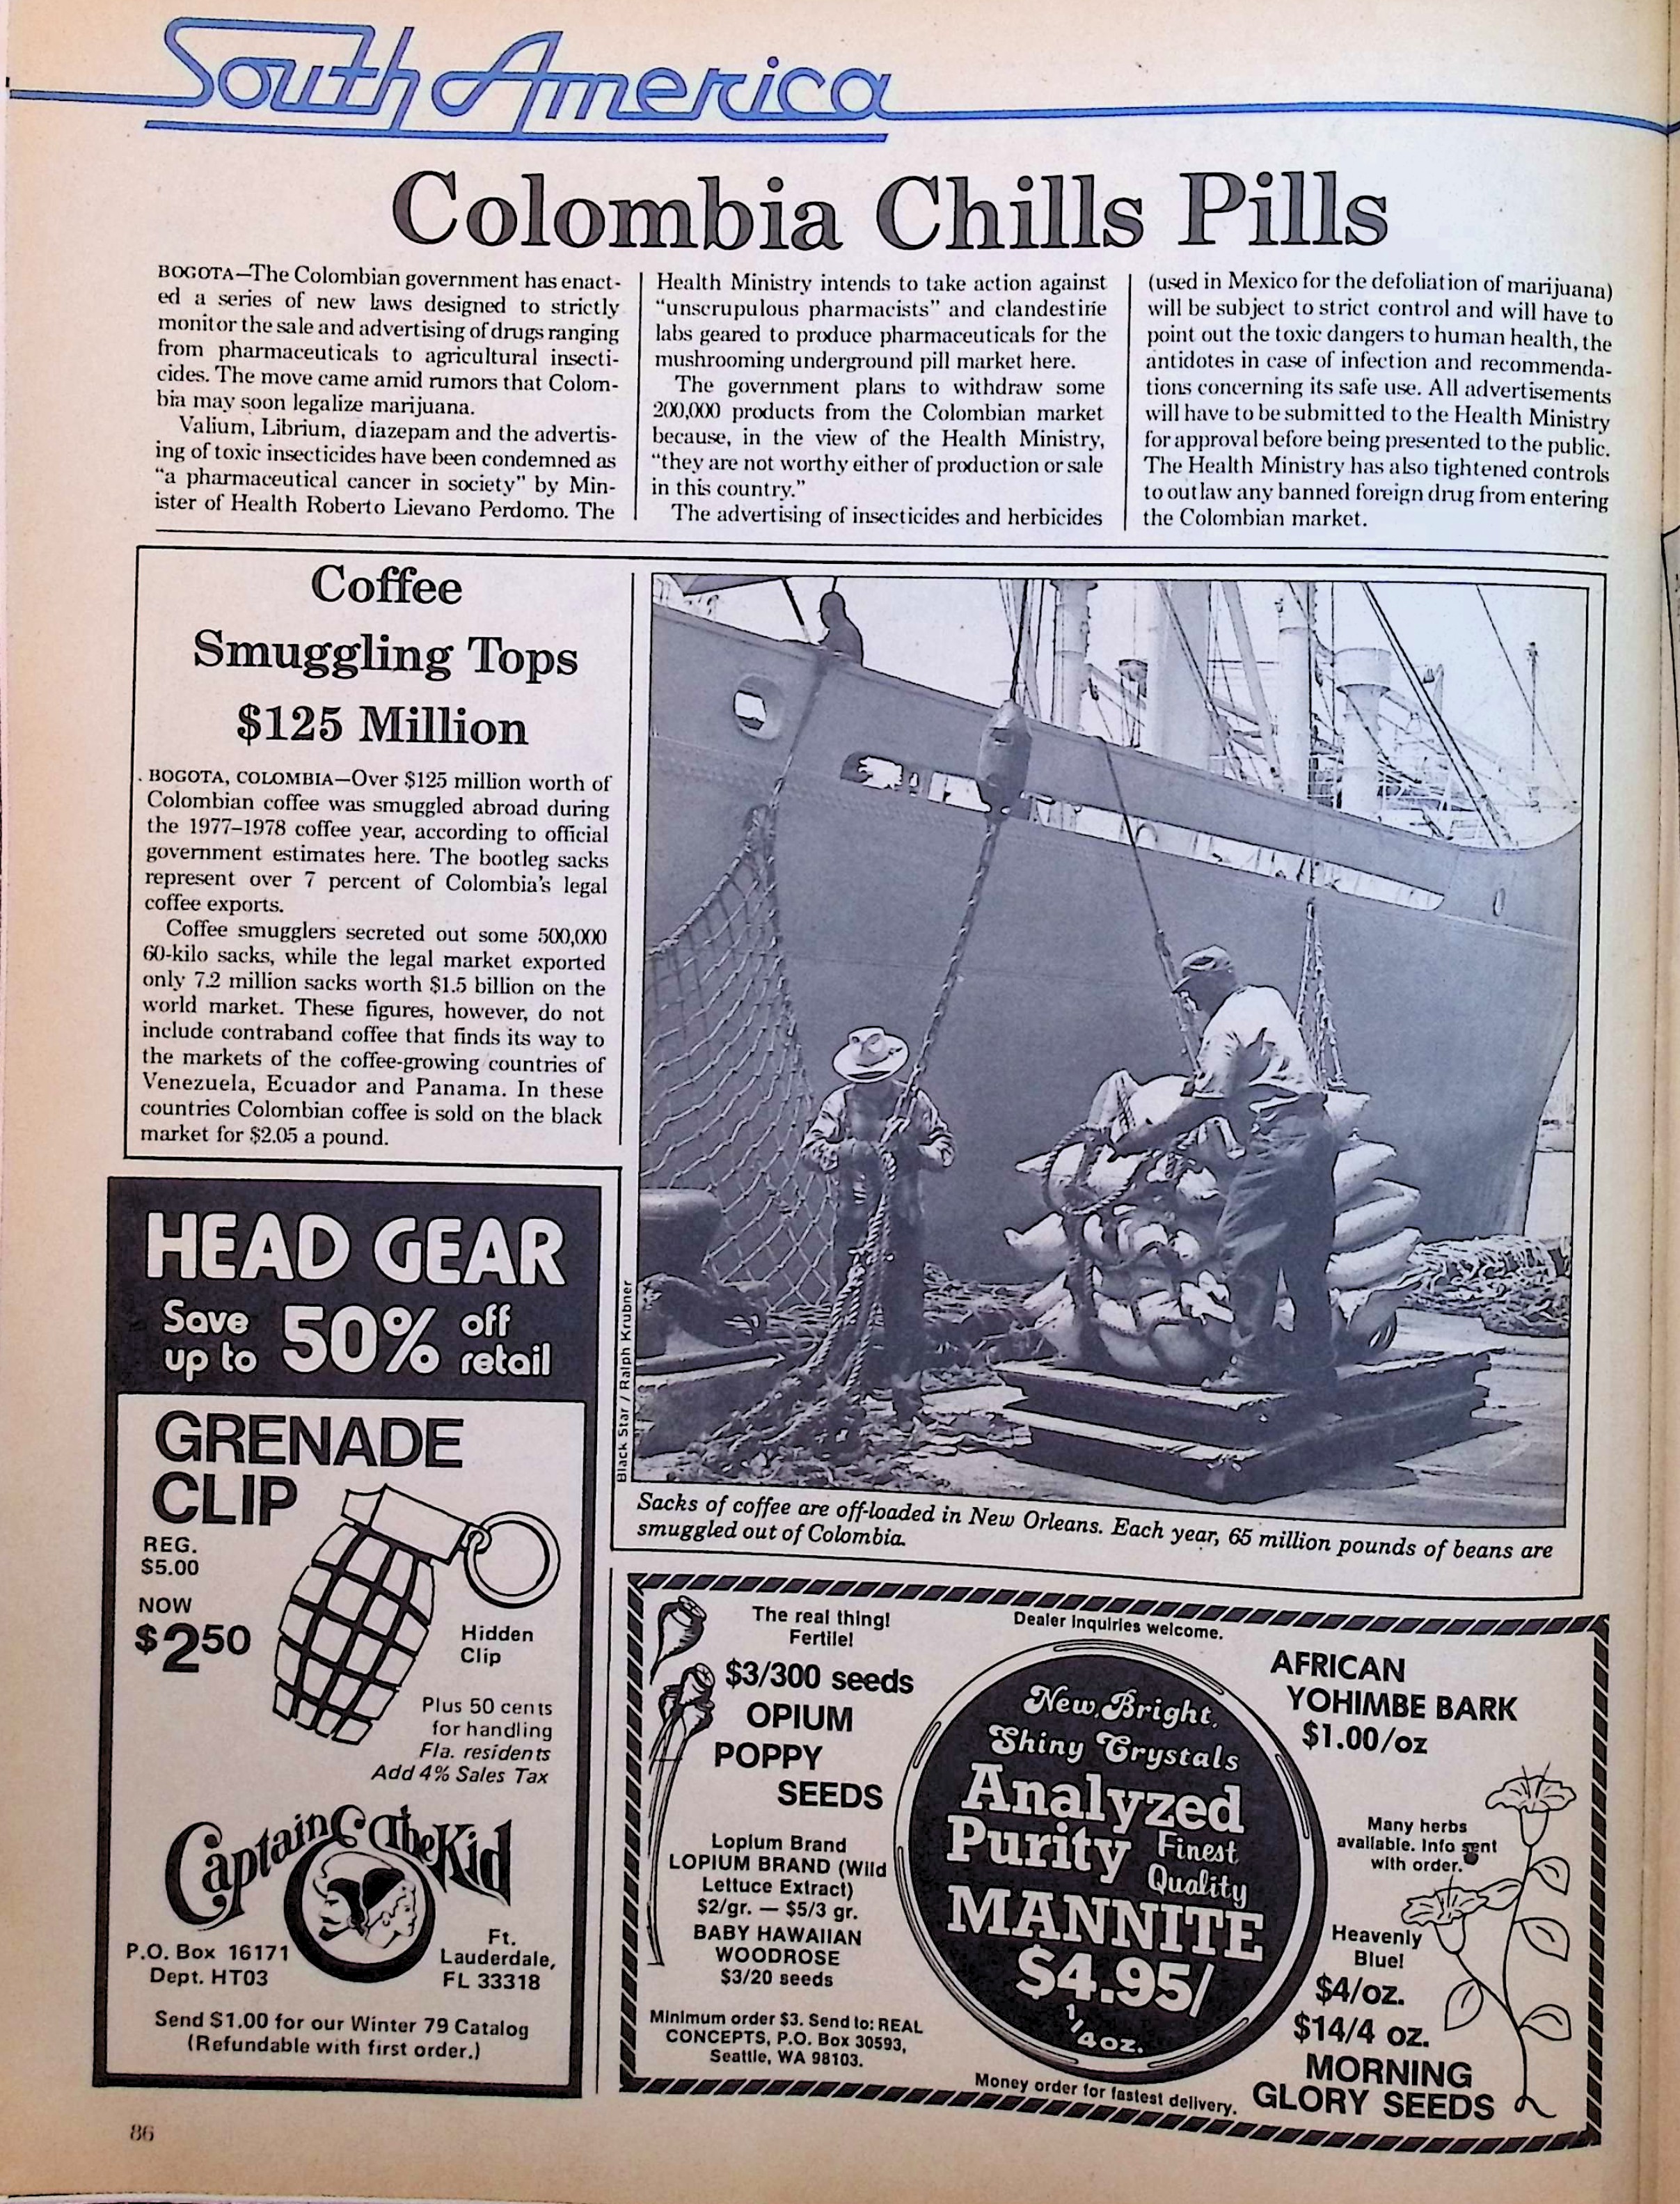 South America
Colombia Chills Pills
BOGOTA—The Colombian government has enact-
ed a series of new laws designed to strictly
monitor the sale and advertising of drugs ranging
from pharmaceuticals to agricultural insecti-
cides. The move came amid rumors that Colom-
bia may soon legalize marijuana.
Valium, Librium, diazepam and the advertis-
ing of toxic insecticides have been condemned as
“a pharmaceutical cancer in society” by Min-
ister of Health Roberto Lievano Perdomo. The
Health Ministry intends to take action against
“unscrupulous pharmacists” and clandestine
labs geared to produce pharmaceuticals for the
mushrooming underground pill market here.
The government plans to withdraw some
200,000 products from the Colombian market
because, in the view of the Health Ministry,
“they are not worthy either of production or sale
in this country.”
The advertising of insecticides and herbicides
(used in Mexico for the defoliation of marijuana)
will be subject to strict control and will have to
point out the toxic dangers to human health, the
antidotes in case of infection and recommenda-
tions concerning its safe use. All advertisements
will have to be submitted to the Health Ministry
for approval before being presented to the public.
The Health Ministry has also tightened controls
to outlaw any banned foreign drug from entering
the Colombian market.
Coffee
Smuggling Tops
$125 Million
BOGOTA, COLOMBIA—Over $125 million worth of
Colombian coffee was smuggled abroad during
the 1977–1978 coffee year, according to official
government estimates here. The bootleg sacks
represent over 7 percent of Colombia's legal
coffee exports.
Coffee smugglers secreted out some 500,000
60-kilo sacks, while the legal market exported
only 7.2 million sacks worth $1.5 billion on the
world market. These figures, however, do not
include contraband coffee that finds its way to
the markets of the coffee-growing countries of
Venezuela, Ecuador and Panama. In these
countries Colombian coffee is sold on the black
market for $2.05 a pound.
Black Star / Ralph Krubner
Sacks of coffee are off-loaded in New Orleans. Each year, 65 million pounds of beans are
smuggled out of Colombia.
HEAD GEAR
Save
up to
50%
off
retail
GRENADE
CLIP
REG.
$5.00
NOW
$2.50
Hidden
Clip
Plus 50 cents
for handling
Fla. residents
Add 4% Sales Tax
Captain & The Kid
P.O. Box 16171
Dept. HT03
Ft.
Lauderdale,
FL 33318
Send $1.00 for our Winter 79 Catalog
(Refundable with first order.)
The real thing!
Fertile!
$3/300 seeds
OPIUM
POPPY
SEEDS
Lopium Brand
LOPIUM BRAND (Wild
Lettuce Extract)
$2/gr. — $5/3 gr.
BABY HAWAIIAN
WOODROSE
$3/20 seeds
Minimum order $3. Send to: REAL
CONCEPTS, P.O. Box 30593,
Seattle, WA 98103.
Dealer inquiries welcome.
New, Bright,
Shiny Crystals
Analyzed
Purity Finest
Quality
MANNITE
$4.95/
1/4 oz.
Money order for fastest delivery.
AFRICAN
YOHIMBE BARK
$1.00/oz
Many herbs
available. Info sent
with order.
Heavenly
Blue!
$4/oz.
$14/4 oz.
MORNING
GLORY SEEDS
86